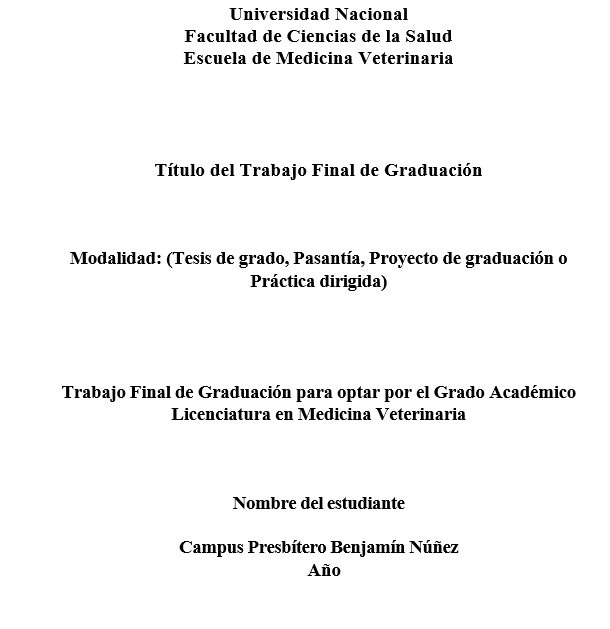 Universidad Nacional
Facultad de Ciencias de la Salud
Escuela de Medicina Veterinaria
Título del Trabajo Final de Graduación
Modalidad: (Tesis de grado, Pasantía, Proyecto de graduación o
Práctica dirigida)
Trabajo Final de Graduación para optar por el Grado Académico
Licenciatura en Medicina Veterinaria
Nombre del estudiante
Campus Presbítero Benjamín Núñez
Año